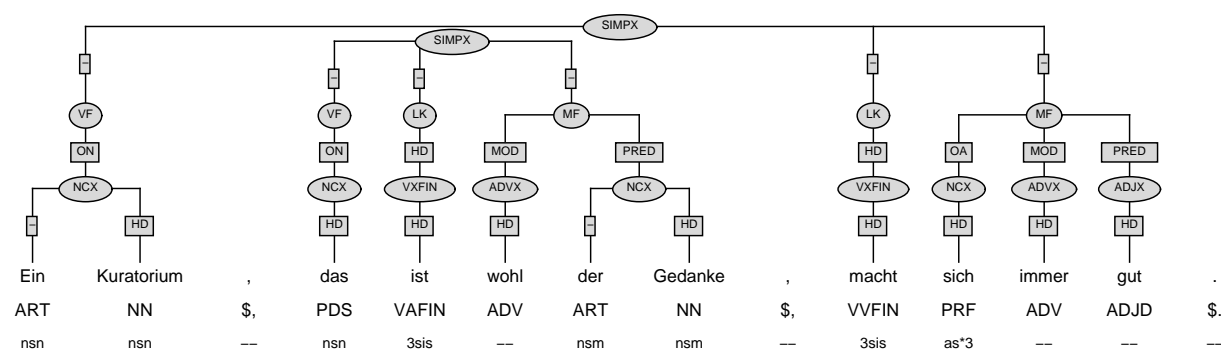 SIMPX
SIMPX
– – – – – –
VF VF LK MF LK MF
ON ON HD MOD PRED HD OA MOD PRED
NCX NCX VXFIN ADVX NCX VXFIN NCX ADVX ADJX
– HD HD HD HD – HD HD HD HD HD
Ein Kuratorium , das ist wohl der Gedanke , macht sich immer gut .
ART NN $, PDS VAFIN ADV ART NN $, VVFIN PRF ADV ADJD $.
nsn nsn –– nsn 3sis –– nsm nsm –– 3sis as*3 –– –– ––